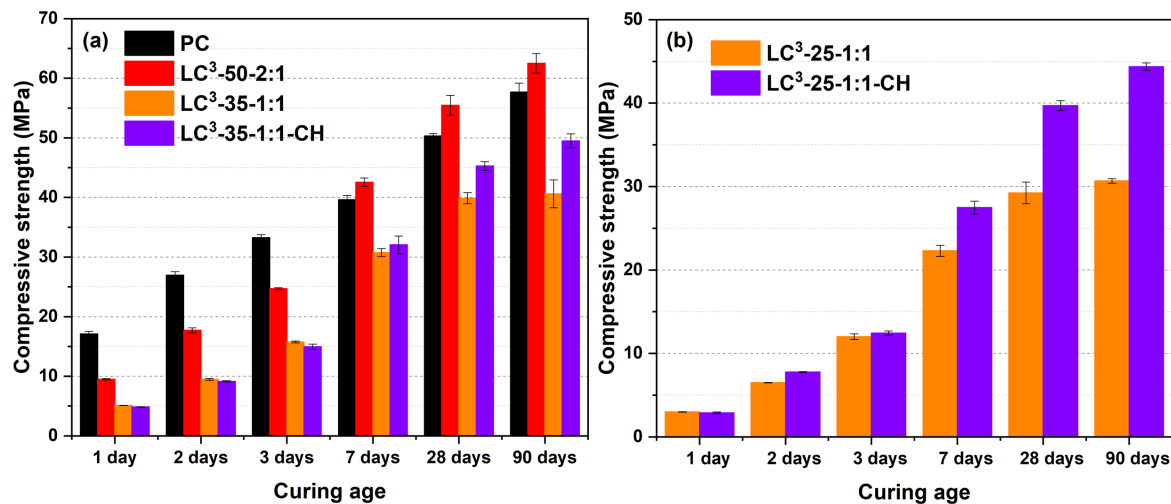 (a)
PC
LC³-50-2:1
LC³-35-1:1
LC³-35-1:1-CH
Compressive strength (MPa)
70
60
50
40
30
20
10
0
1 day 2 days 3 days 7 days 28 days 90 days
Curing age
(b)
LC³-25-1:1
LC³-25-1:1-CH
Compressive strength (MPa)
50
40
30
20
10
0
1 day 2 days 3 days 7 days 28 days 90 days
Curing age